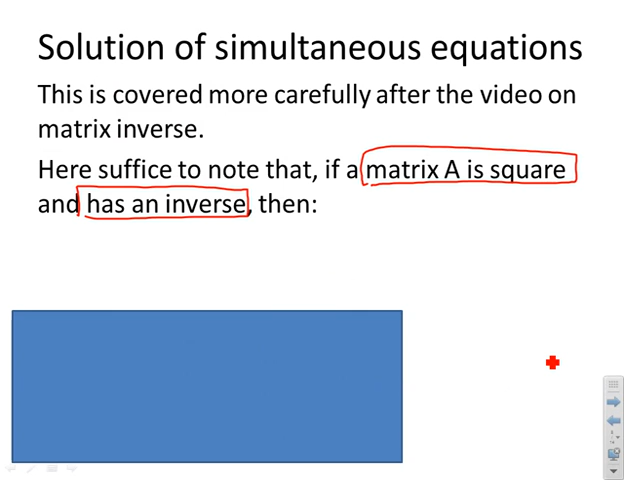 Solution of simultaneous equations
This is covered more carefully after the video on
matrix inverse.
Here suffice to note that, if a matrix A is square
and has an inverse, then: